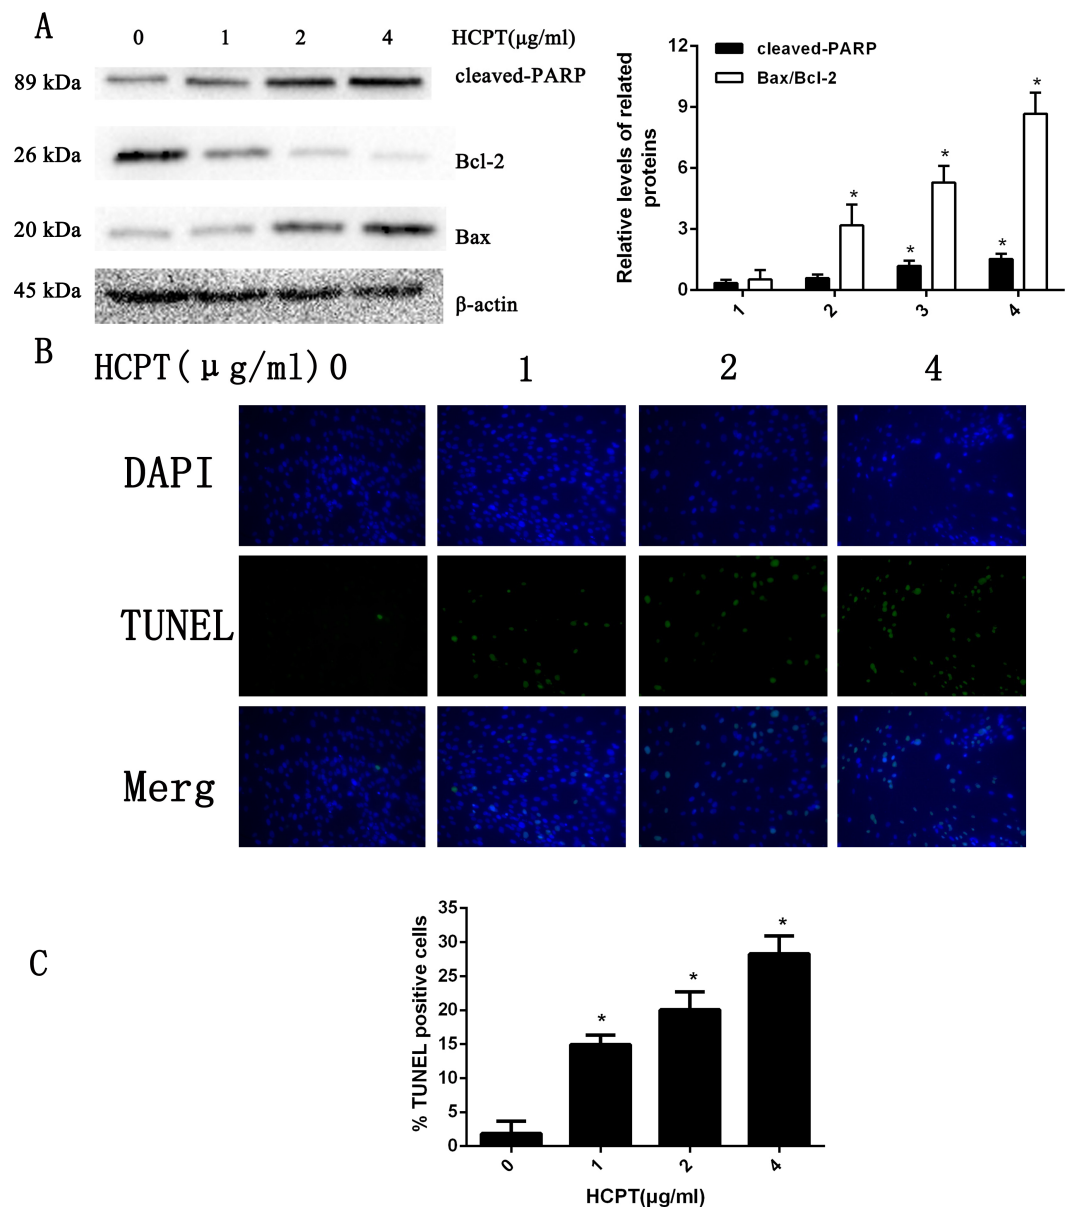 A
0 1 2 4 HCPT(μg/ml)
89 kDa cleaved-PARP
26 kDa Bcl-2
20 kDa Bax
45 kDa β-actin
cleaved-PARP
Bax/Bcl-2
Relative levels of related
proteins
12
9
6
3
0
* * * * *
1 2 3 4
B
HCPT(μg/ml) 0 1 2 4
DAPI
TUNEL
Merg
C
% TUNEL positive cells
35
30
25
20
15
10
5
0
* * *
0 1 2 4
HCPT(μg/ml)